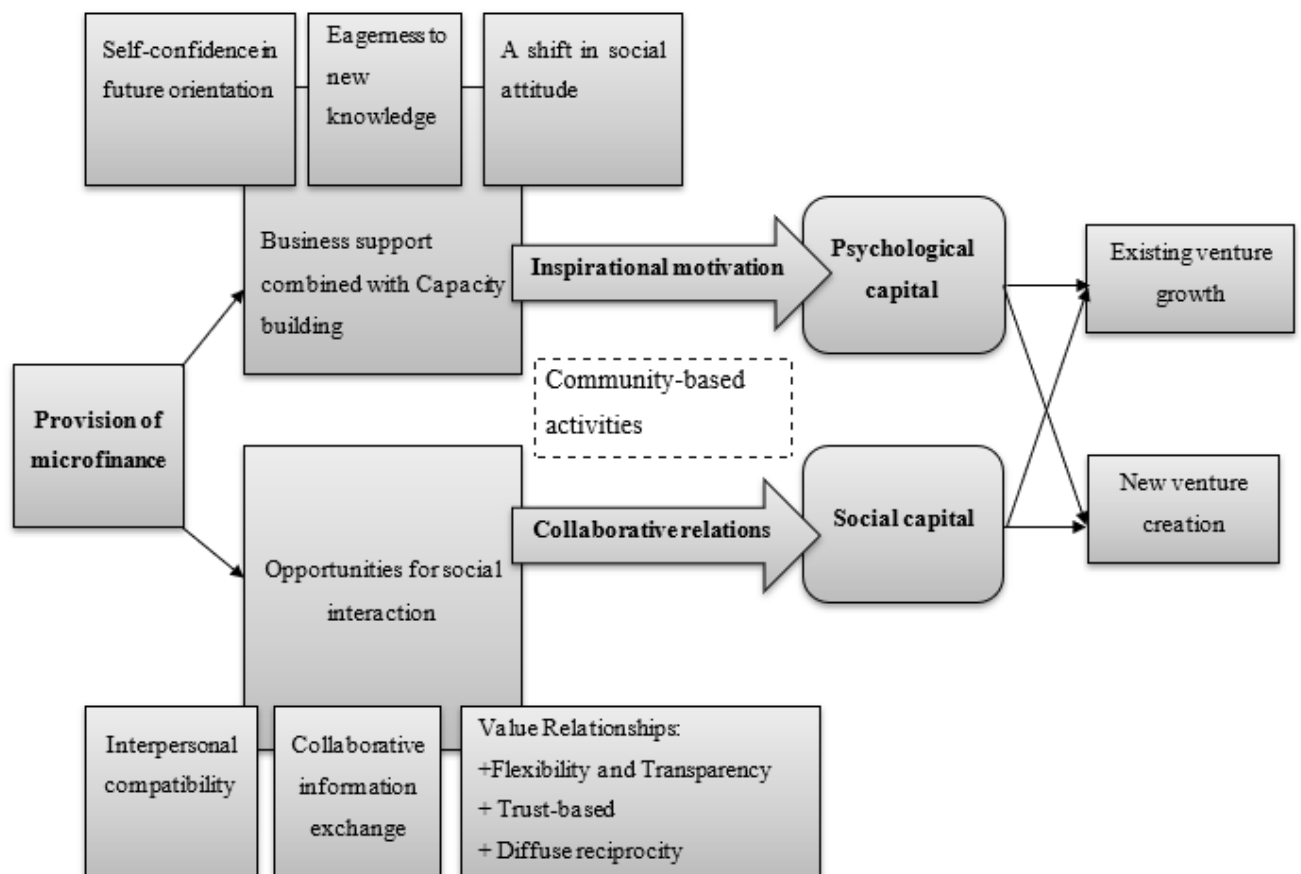 Self-confidence in
future orientation
Eagerness to
new
knowledge
A shift in social
attitude
Business support
combined with Capacity
building
Inspirational motivation
Psychological
capital
Existing venture
growth
Community-based
activities
Provision of
microfinance
Opportunities for social
interaction
Collaborative relations
Social capital
New venture
creation
Interpersonal
compatibility
Collaborative
information
exchange
Value Relationships:
+Flexibility and Transparency
+ Trust-based
+ Diffuse reciprocity